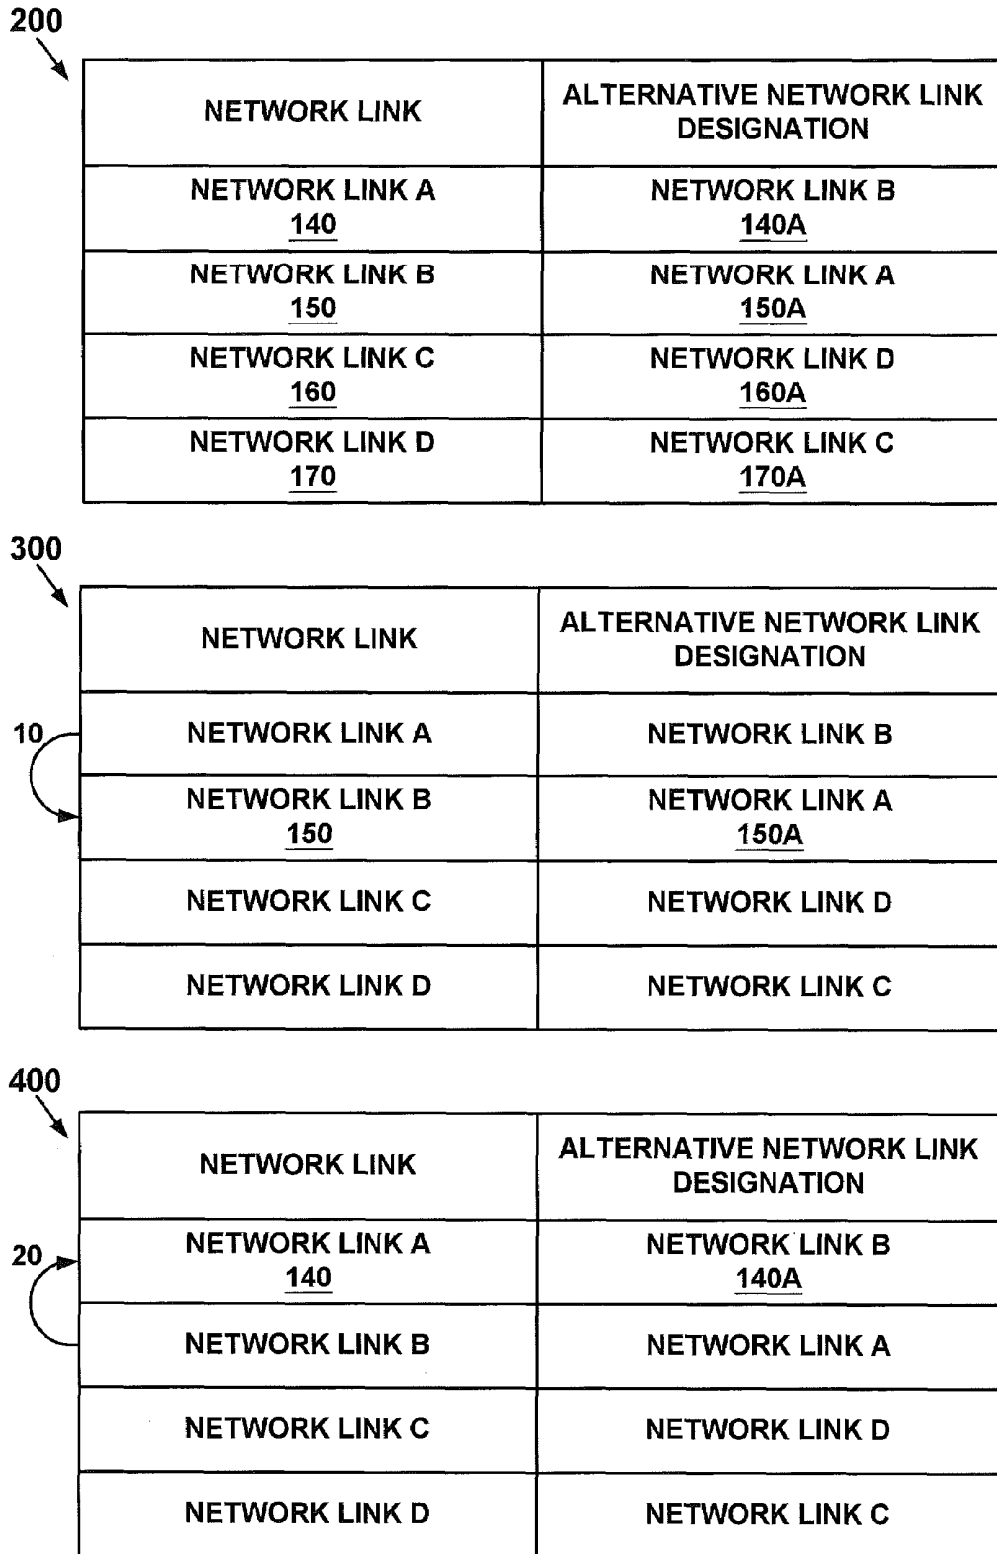 200
NETWORK LINK
ALTERNATIVE NETWORK LINK
DESIGNATION
NETWORK LINK A
140
NETWORK LINK B
140A
NETWORK LINK B
150
NETWORK LINK A
150A
NETWORK LINK C
160
NETWORK LINK D
160A
NETWORK LINK D
170
NETWORK LINK C
170A
300
NETWORK LINK
ALTERNATIVE NETWORK LINK
DESIGNATION
10
NETWORK LINK A
NETWORK LINK B
NETWORK LINK B
150
NETWORK LINK A
150A
NETWORK LINK C
NETWORK LINK D
NETWORK LINK D
NETWORK LINK C
400
NETWORK LINK
ALTERNATIVE NETWORK LINK
DESIGNATION
20
NETWORK LINK A
140
NETWORK LINK B
140A
NETWORK LINK B
NETWORK LINK A
NETWORK LINK C
NETWORK LINK D
NETWORK LINK D
NETWORK LINK C